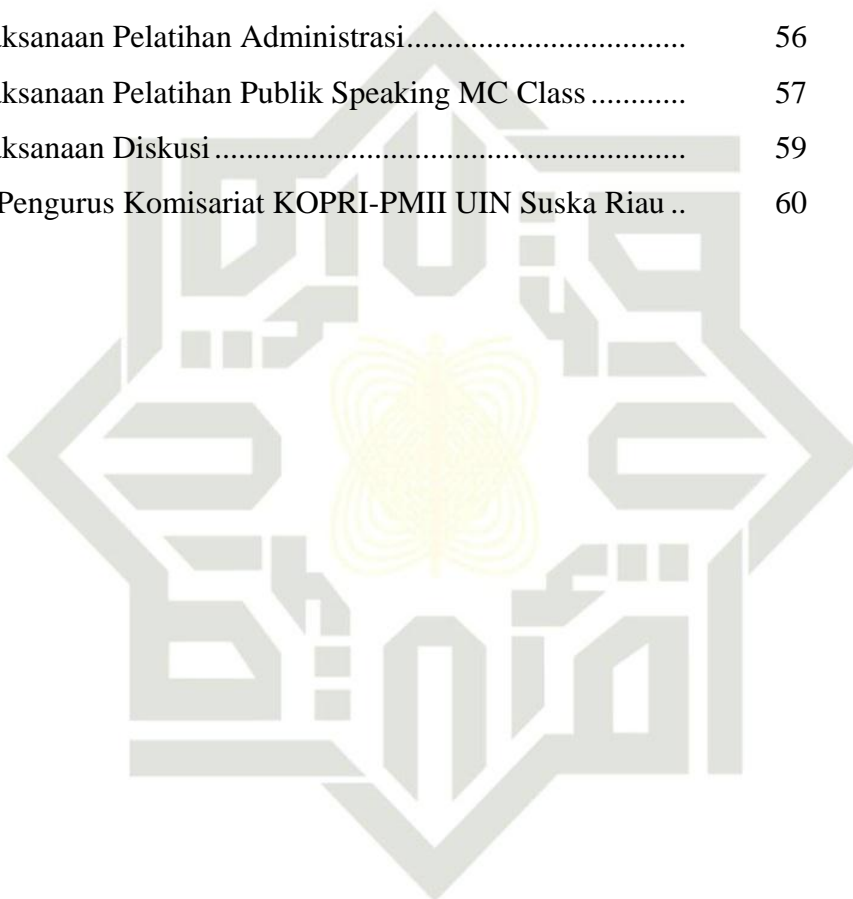 ksanaan Pelatihan Administrasi................................... 56
ksanaan Pelatihan Publik Speaking MC Class ............ 57
ksanaan Diskusi ........................................................... 59
Pengurus Komisariat KOPRI-PMII UIN Suska Riau .. 60